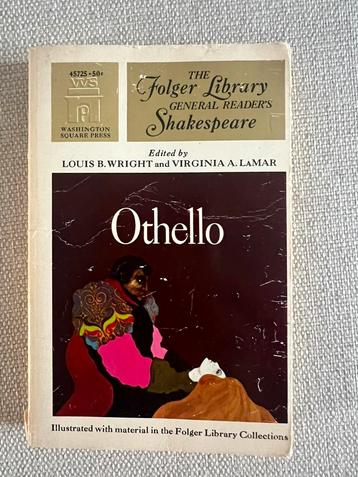 45725 • 50¢
WS
WASHINGTON
SQUARE PRESS
THE
Folger Library
GENERAL READER'S
Shakespeare
Edited by
LOUIS B. WRIGHT and VIRGINIA A. LaMAR
Othello
Illustrated with material in the Folger Library Collections